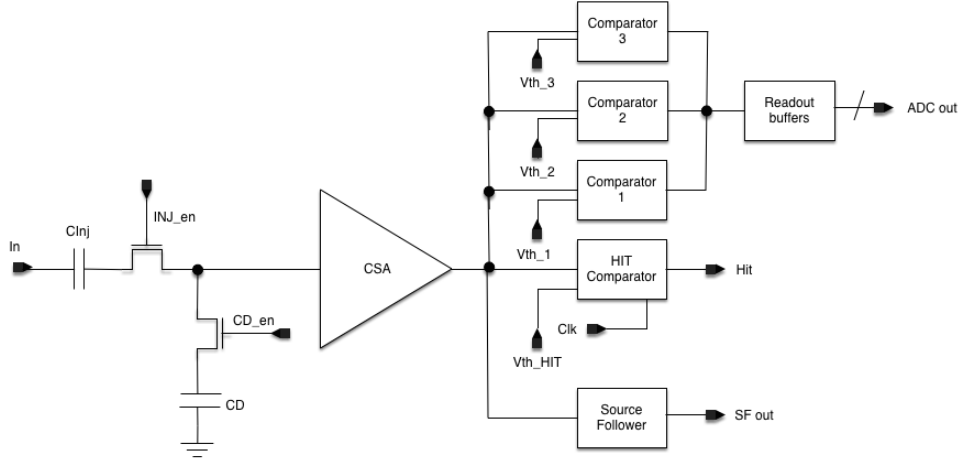 Comparator
3
Vth_3
Comparator
2
Readout
buffers
ADC out
Vth_2
Comparator
1
INJ_en
CInj
Vth_1
In
CSA
HIT
Comparator
Hit
CD_en
Clk
Vth_HIT
CD
Source
Follower
SF out